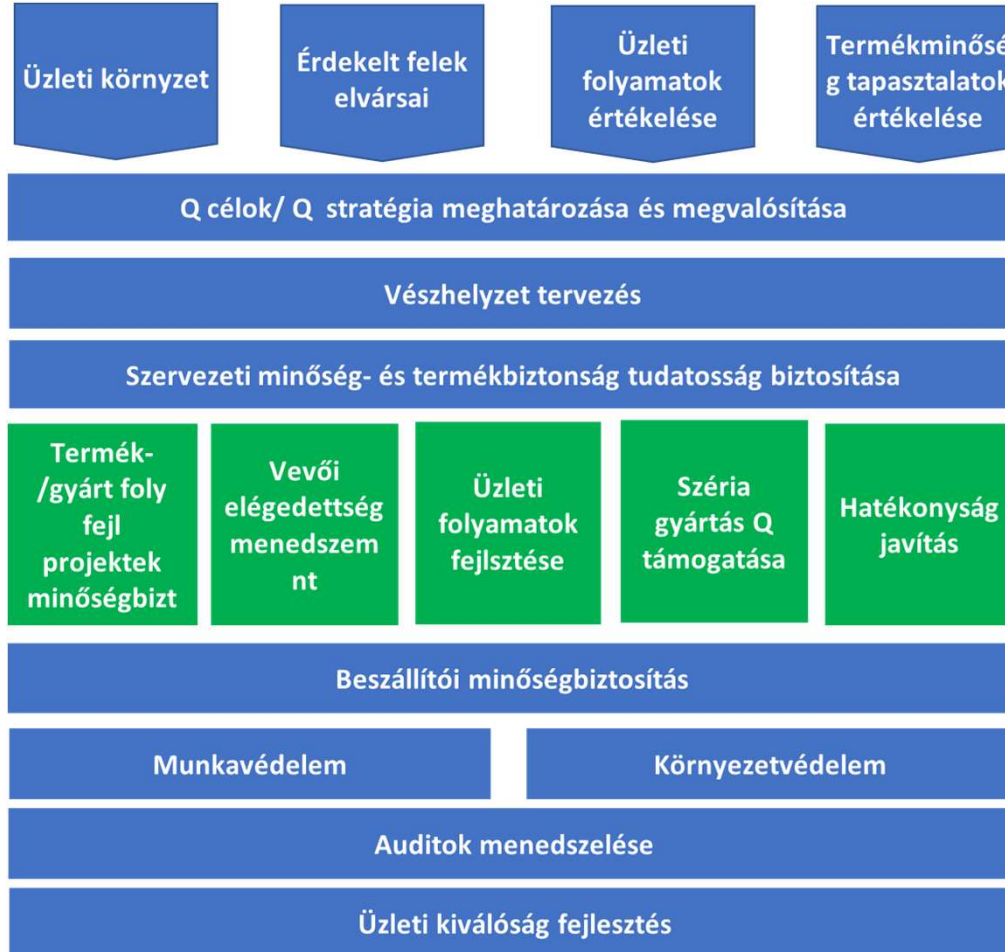 Üzleti környzet
Érdekelt felek
elvársai
Üzleti
folyamatok
értékelése
Termékminősé
g tapasztalatok
értékelése
Q célok/ Q stratégia meghatározása és megvalósítása
Vészhelyzet tervezés
Szervezeti minőség- és termékbiztonság tudatosság biztosítása
Termék-
/gyárt foly
fejl
projektek
minőségbizt
Vevői
elégedettség
menedszem
nt
Üzleti
folyamatok
fejlsztése
Széria
gyártás Q
támogatása
Hatékonyság
javítás
Beszállítói minőségbiztosítás
Munkavédelem
Környezetvédelem
Auditok menedszelése
Üzleti kiválóság fejlesztés